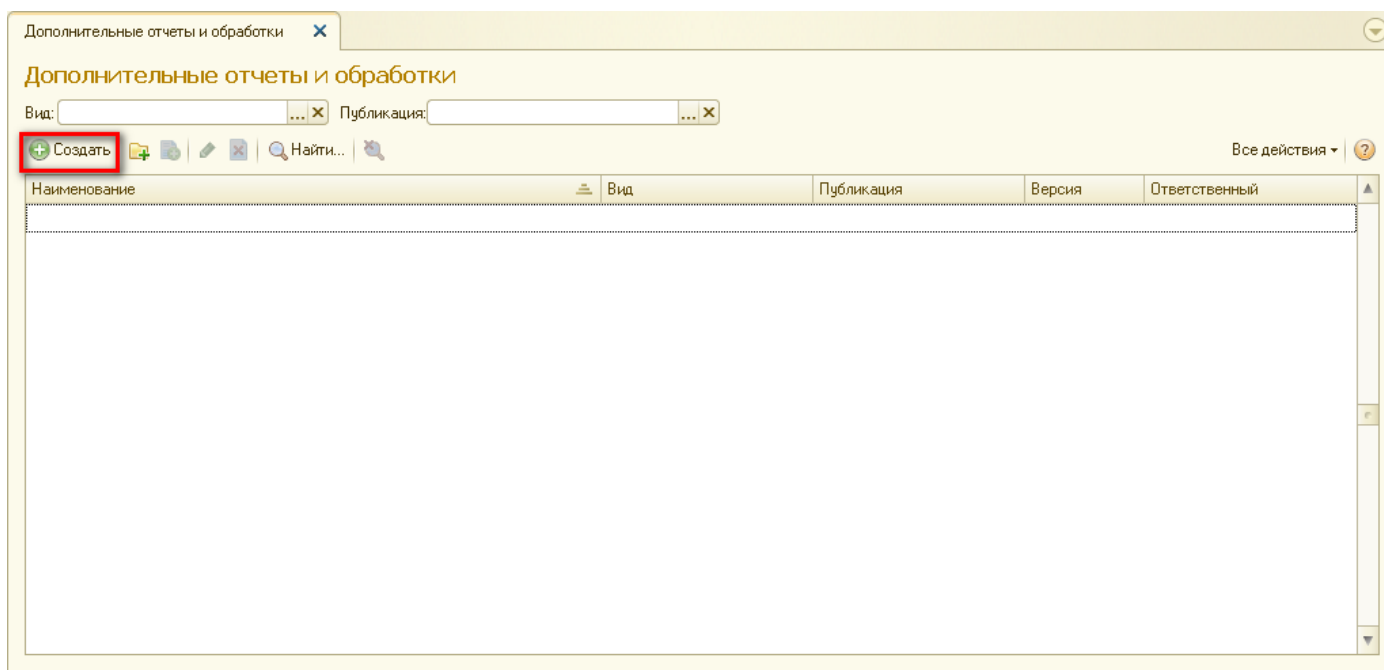 Дополнительные отчеты и обработки
Дополнительные отчеты и обработки
Вид: ... Публикация: ...
Создать Найти... Все действия ?
Наименование Вид Публикация Версия Ответственный